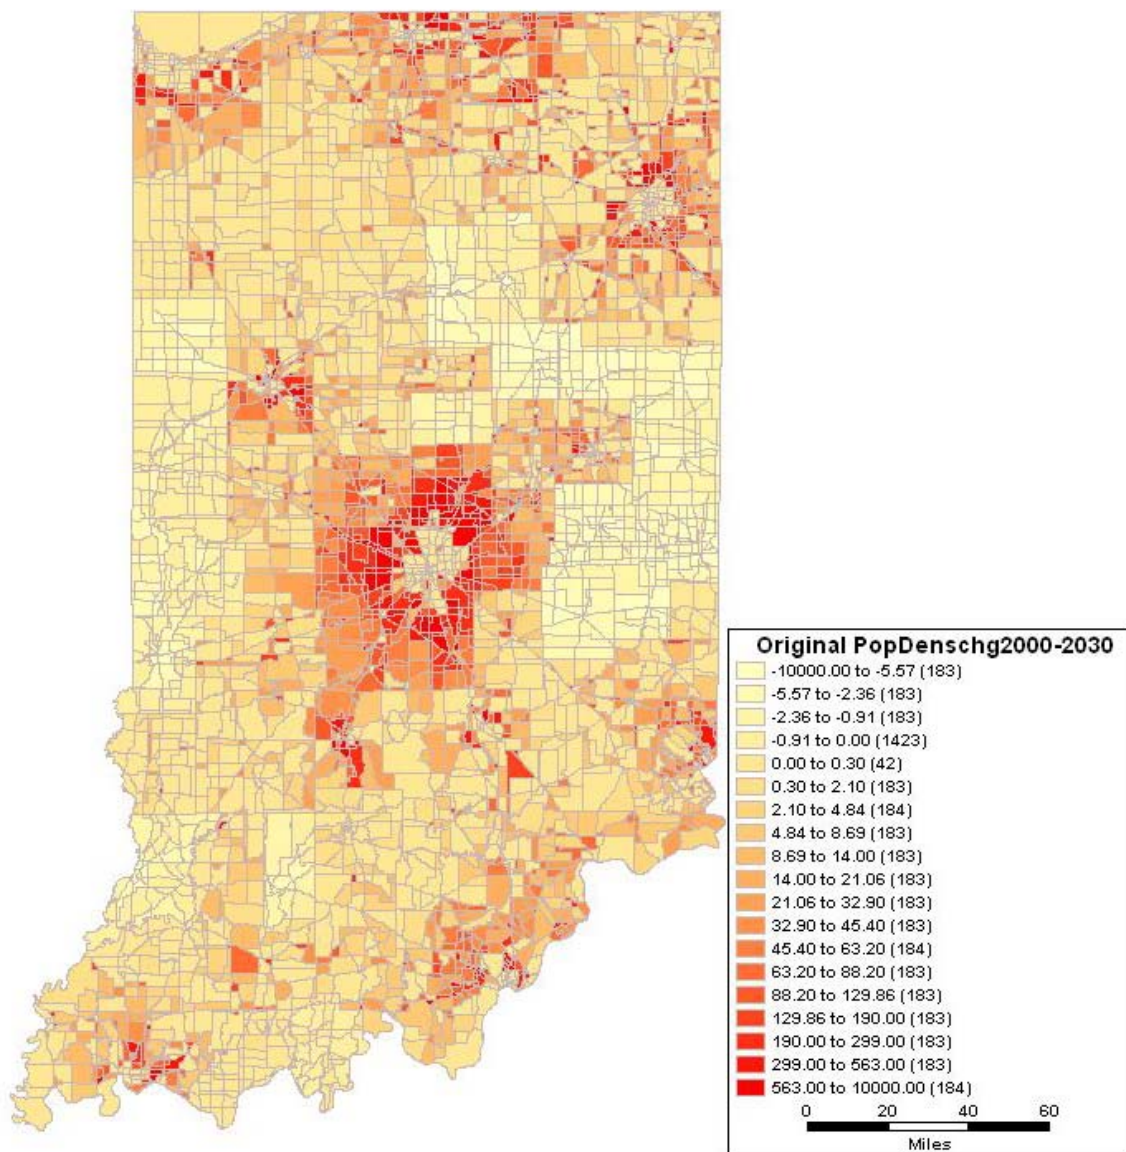 Original PopDenschg2000-2030
-10000.00 to -5.57 (183)
-5.57 to -2.36 (183)
-2.36 to -0.91 (183)
-0.91 to 0.00 (1423)
0.00 to 0.30 (42)
0.30 to 2.10 (183)
2.10 to 4.84 (184)
4.84 to 8.69 (183)
8.69 to 14.00 (183)
14.00 to 21.06 (183)
21.06 to 32.90 (183)
32.90 to 45.40 (183)
45.40 to 63.20 (184)
63.20 to 88.20 (183)
88.20 to 129.86 (183)
129.86 to 190.00 (183)
190.00 to 299.00 (183)
299.00 to 563.00 (183)
563.00 to 10000.00 (184)
0 20 40 60
Miles